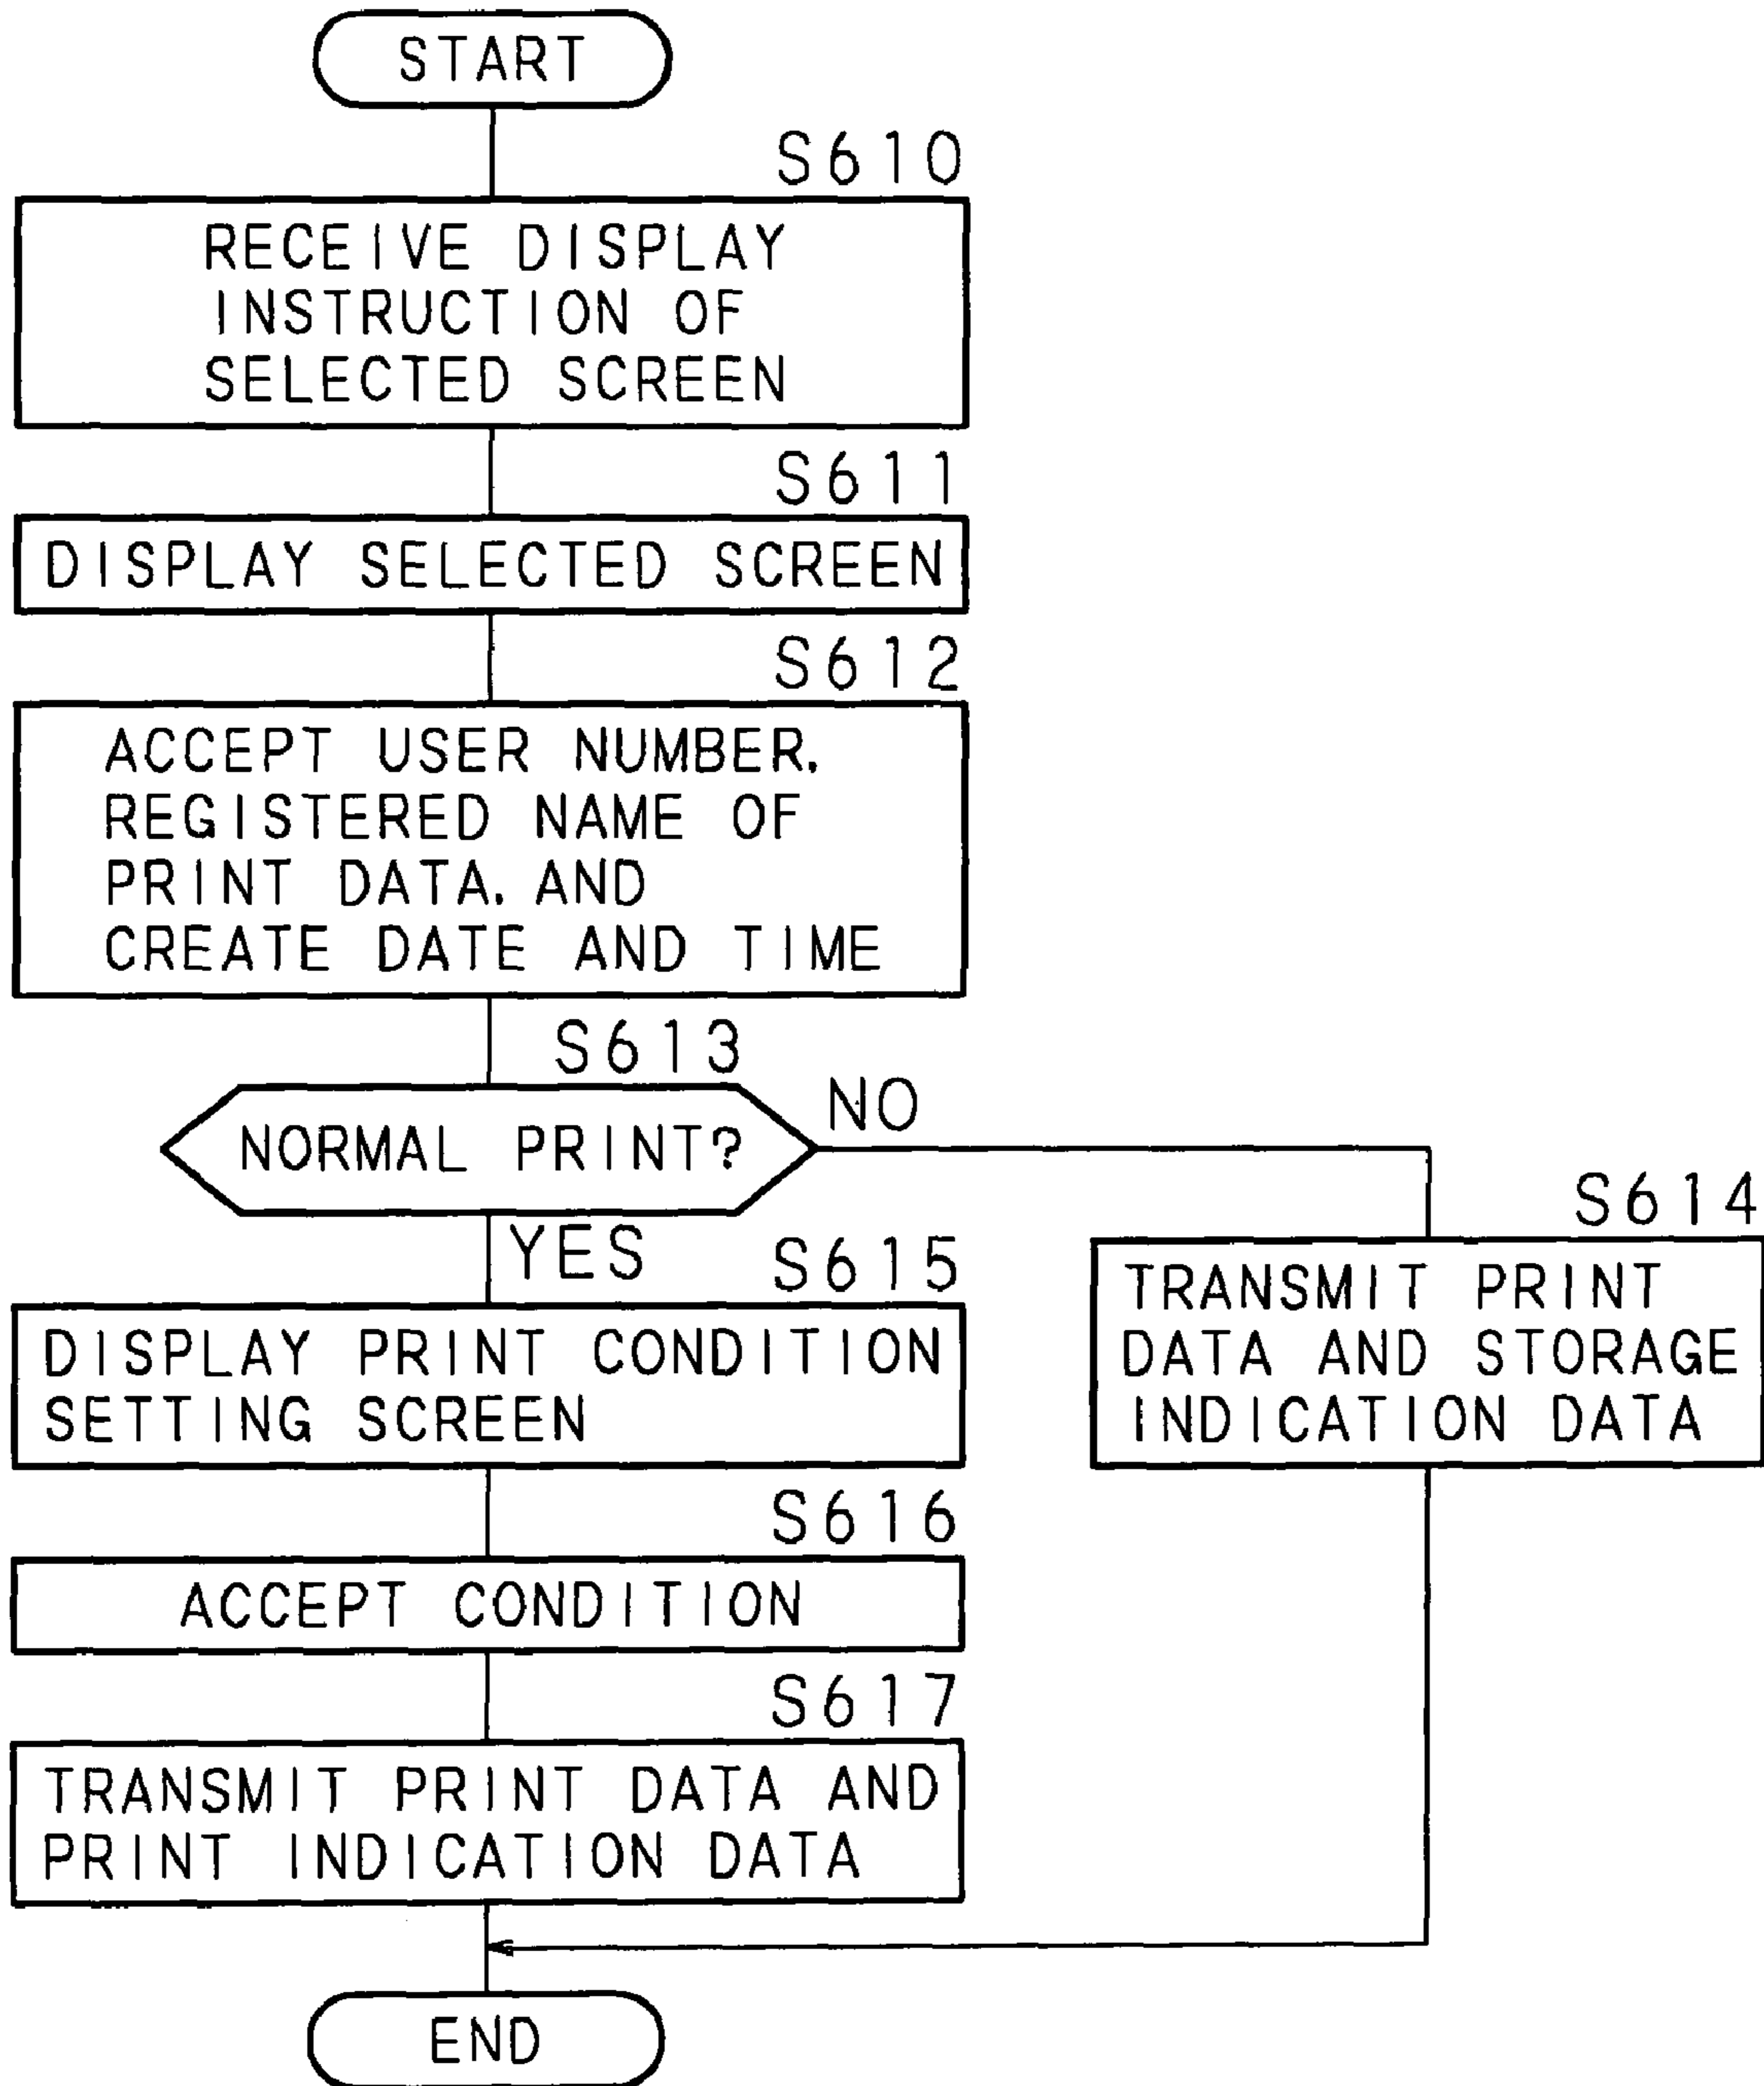 START
S610
RECEIVE DISPLAY
INSTRUCTION OF
SELECTED SCREEN
S611
DISPLAY SELECTED SCREEN
S612
ACCEPT USER NUMBER,
REGISTERED NAME OF
PRINT DATA, AND
CREATE DATE AND TIME
S613
NORMAL PRINT?
NO
YES
S614
TRANSMIT PRINT
DATA AND STORAGE
INDICATION DATA
S615
DISPLAY PRINT CONDITION
SETTING SCREEN
S616
ACCEPT CONDITION
S617
TRANSMIT PRINT DATA AND
PRINT INDICATION DATA
END